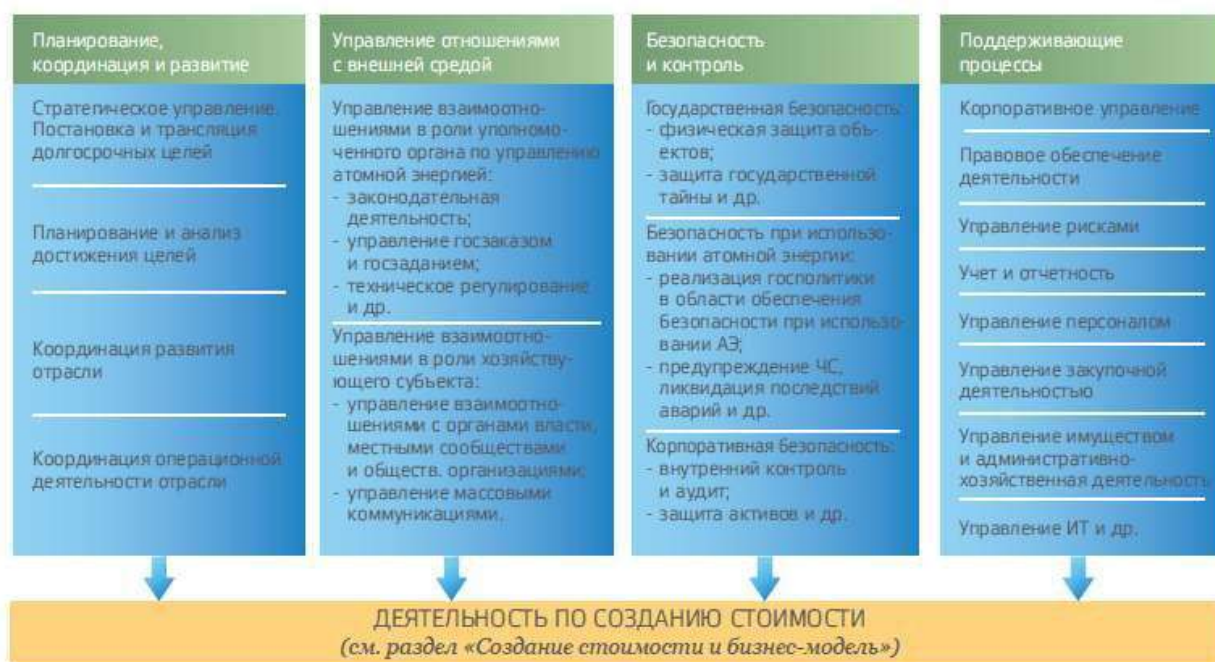 Планирование,
координация и развитие
Стратегическое управление.
Постановка и трансляция
долгосрочных целей
Планирование и анализ
достижения целей
Координация развития
отрасли
Координация операционной
деятельности отрасли
Управление отношениями
с внешней средой
Управление взаимоотно-
шениями в роли уполномо-
ченного органа по управлению
атомной энергией:
- законодательная
деятельность;
- управление госзаказом
и госзаданием;
- техническое регулирование
и др.
Управление взаимоотно-
шениями в роли хозяйству-
ющего субъекта:
- управление взаимоотно-
шениями с органами власти,
местными сообществами
и обществ. организациями;
- управление массовыми
коммуникациями.
Безопасность
и контроль
Государственная безопасность:
- физическая защита объ-
ектов;
- защита государственной
тайны и др.
Безопасность при использо-
вании атомной энергии:
- реализация госполитики
в области обеспечения
безопасности при использо-
вании АЭ;
- предупреждение ЧС,
ликвидация последствий
аварий и др.
Корпоративная безопасность:
- внутренний контроль
и аудит;
- защита активов и др.
Поддерживающие
процессы
Корпоративное управление
Правовое обеспечение
деятельности
Управление рисками
Учет и отчетность
Управление персоналом
Управление закупочной
деятельностью
Управление имуществом
и административно-
хозяйственная деятельность
Управление ИТ и др.
ДЕЯТЕЛЬНОСТЬ ПО СОЗДАНИЮ СТОИМОСТИ
(см. раздел «Создание стоимости и бизнес-модель»)